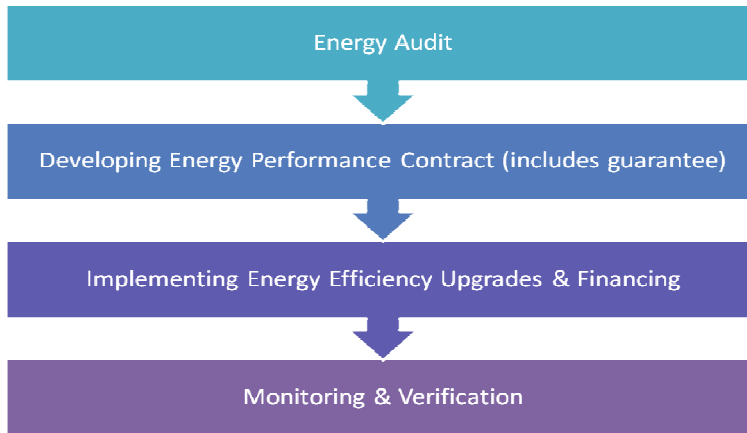 Energy Audit
Developing Energy Performance Contract (includes guarantee)
Implementing Energy Efficiency Upgrades & Financing
Monitoring & Verification